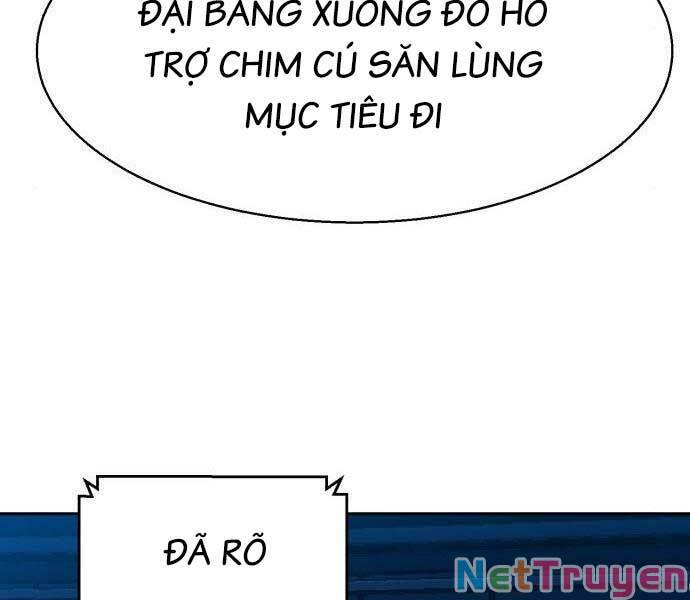 ĐẠI BÀNG XUỐNG ĐÓ HỖ
TRỢ CHIM CÚ SĂN LÙNG
MỤC TIÊU ĐI
ĐÃ RÕ
NetTruyen